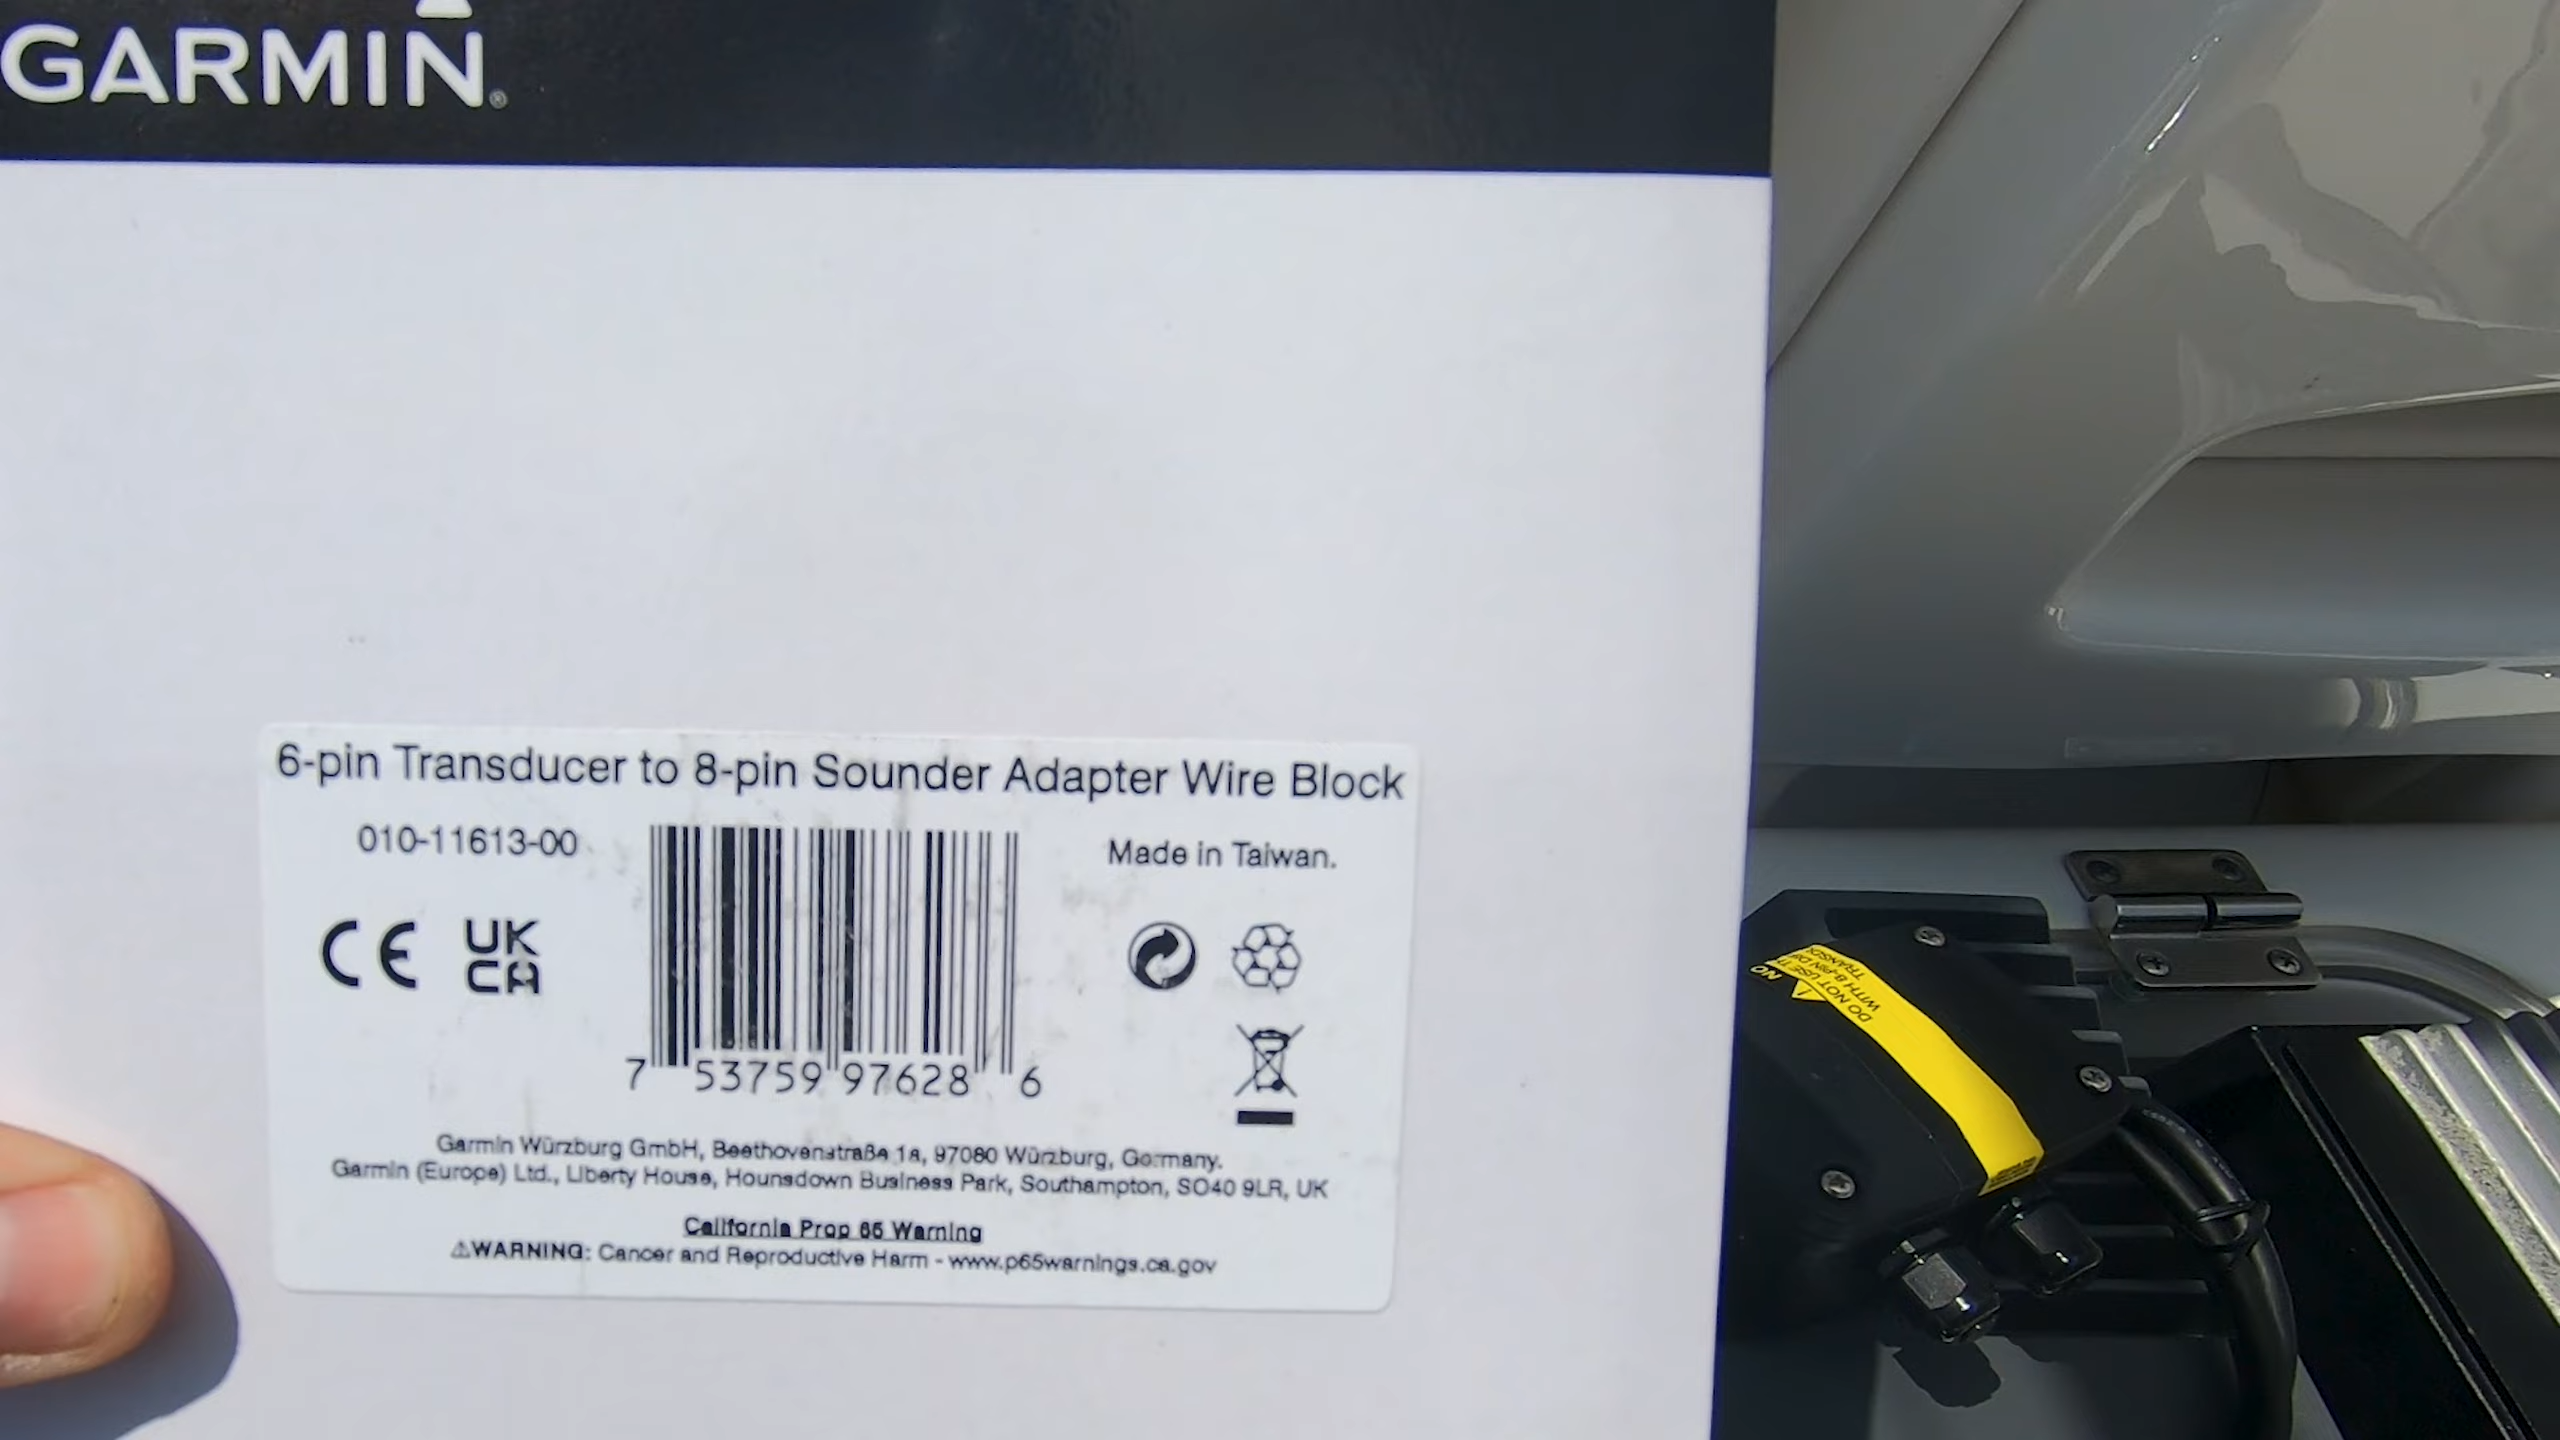 GARMIN®
6-pin Transducer to 8-pin Sounder Adapter Wire Block
010-11613-00
Made in Taiwan.
CE
UK
CA
7 53759 97628 6
Garmin Würzburg GmbH, Beethovenstraße 1a, 97080 Würzburg, Germany.
Garmin (Europe) Ltd., Liberty House, Hounsdown Business Park, Southampton, SO40 9LR, UK
California Prop 65 Warning
⚠WARNING: Cancer and Reproductive Harm - www.p65warnings.ca.gov
NO
DO NOT USE
WITH 8-PIN